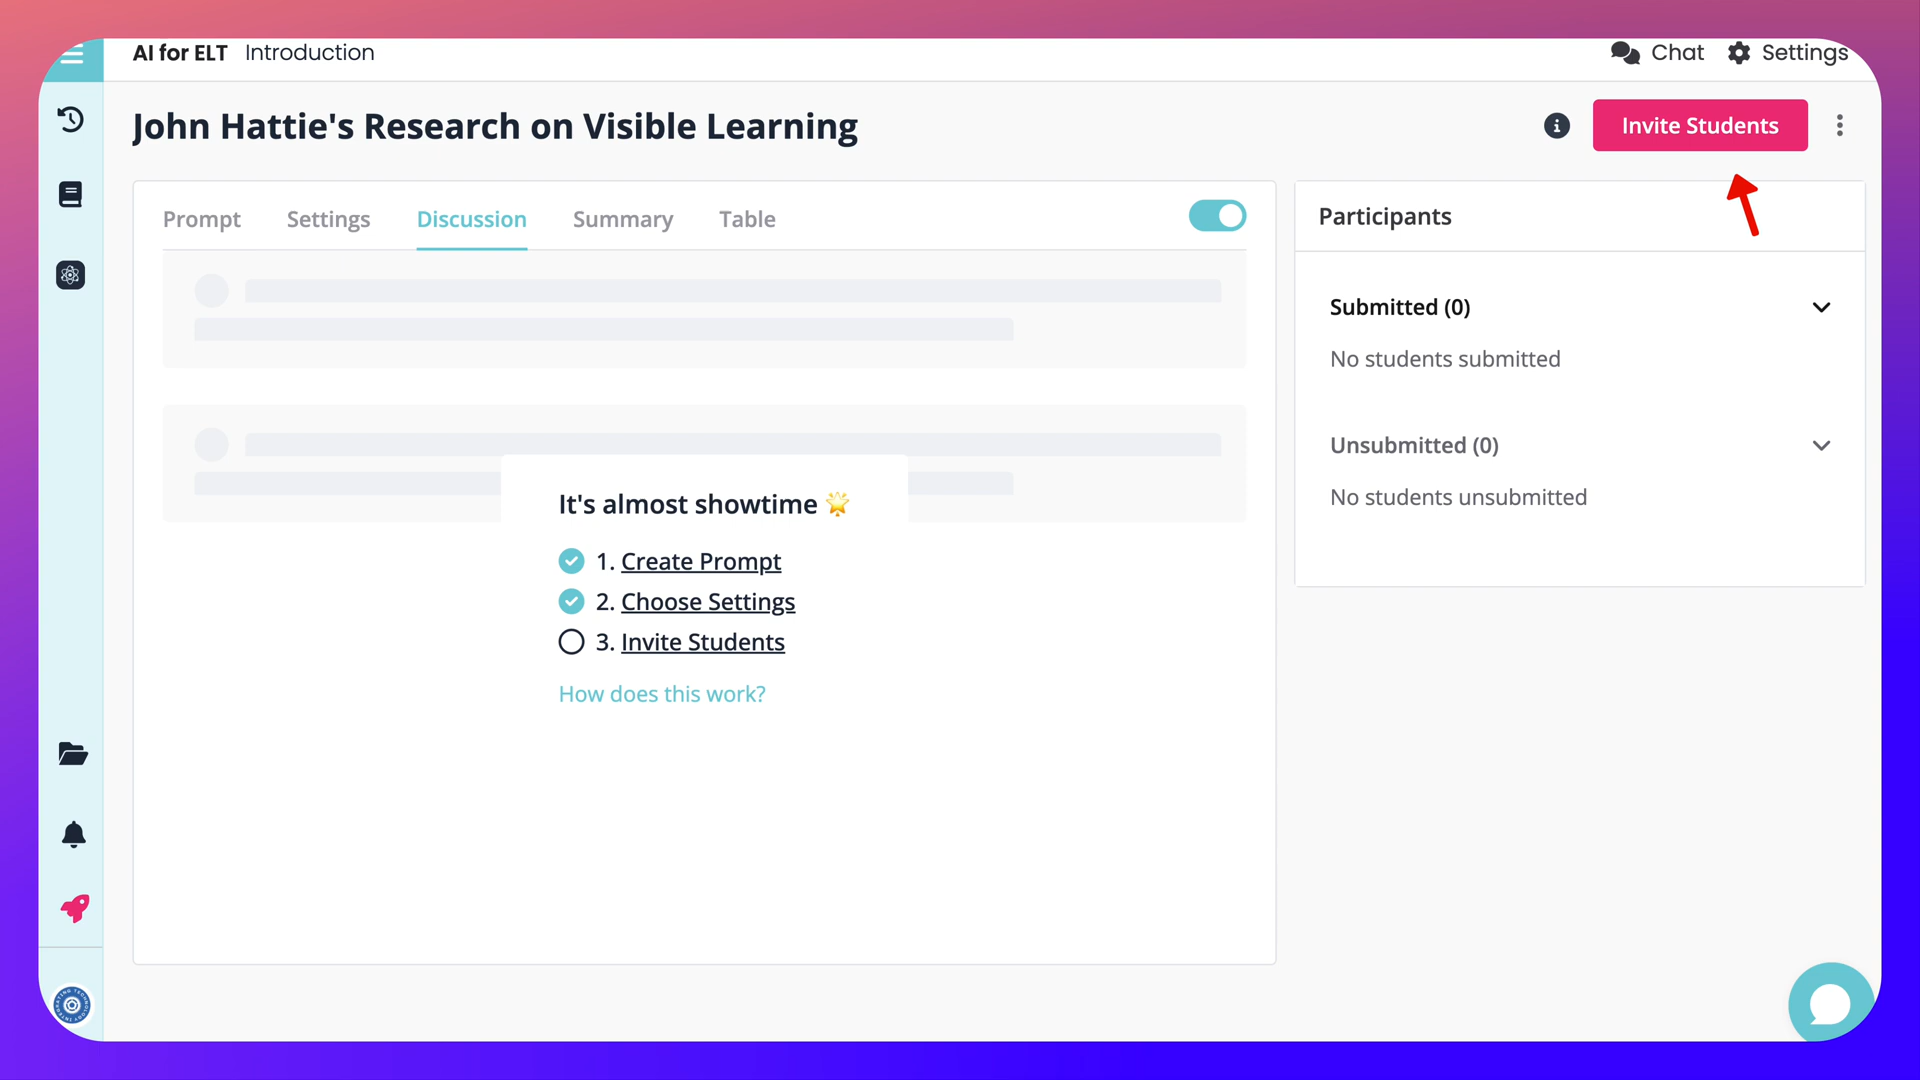 AI for ELT Introduction
Chat
Settings
John Hattie's Research on Visible Learning
Invite Students
Prompt
Settings
Discussion
Summary
Table
Participants
Submitted (0)
No students submitted
Unsubmitted (0)
No students unsubmitted
It's almost showtime 🌟
1. Create Prompt
2. Choose Settings
3. Invite Students
How does this work?